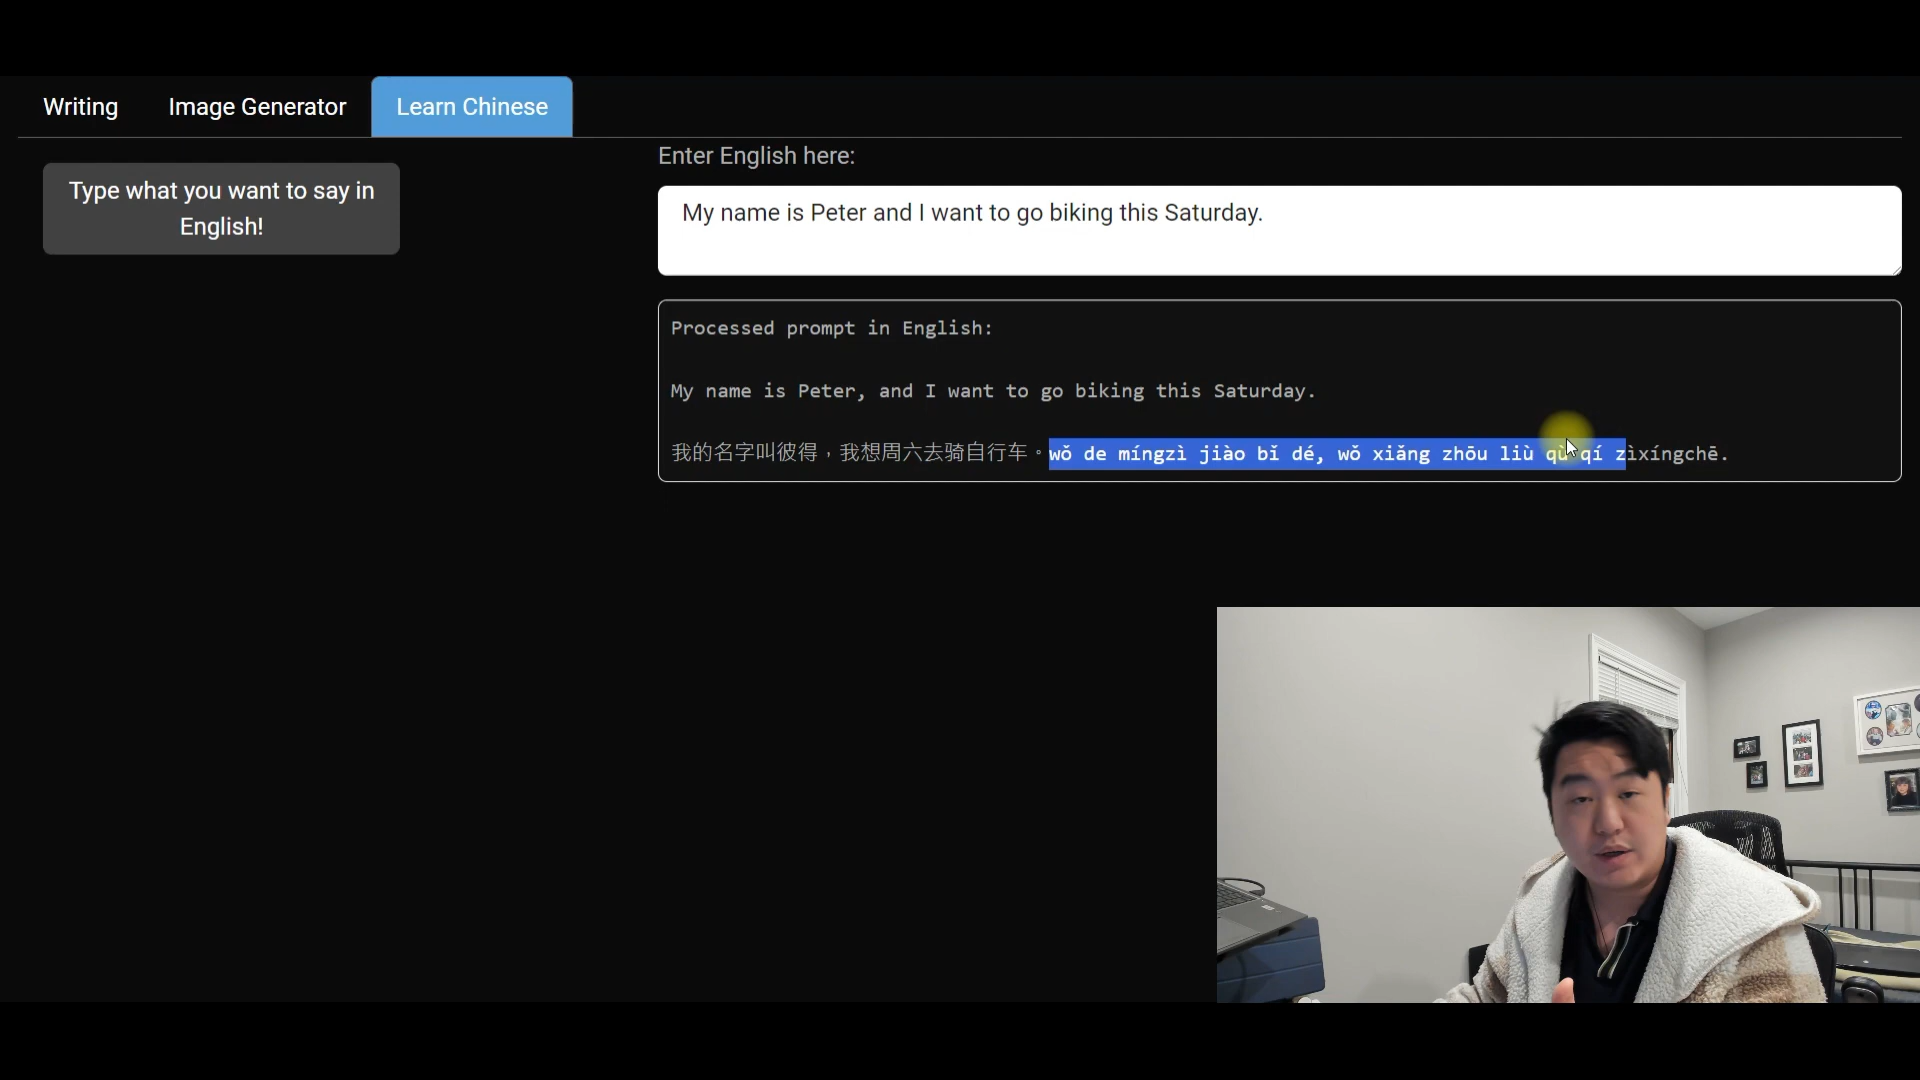 Writing
Image Generator
Learn Chinese
Type what you want to say in
English!
Enter English here:
My name is Peter and I want to go biking this Saturday.
Processed prompt in English:
My name is Peter, and I want to go biking this Saturday.
我的名字叫彼得，我想周六去骑自行车。wǒ de míngzì jiào bǐ dé, wǒ xiǎng zhōu liù qù qí zìxíngchē.